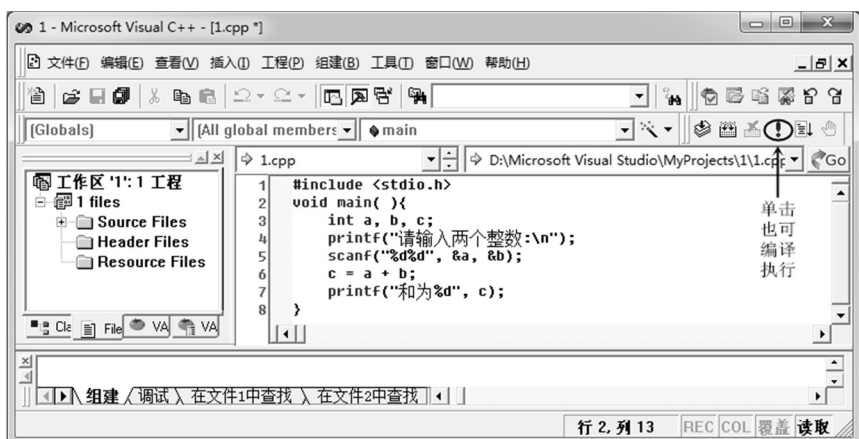 1 - Microsoft Visual C++ - [1.cpp *]
文件(F) 编辑(E) 查看(V) 插入(I) 工程(P) 组建(B) 工具(T) 窗口(W) 帮助(H)
[Globals] [All global members main
1.cpp D:\Microsoft Visual Studio\MyProjects\1\1.cpp Go
工作区 '1': 1 工程
1 files
Source Files
Header Files
Resource Files
Cla File VA VA
1 #include <stdio.h>
2 void main( ){
3 int a, b, c;
4 printf("请输入两个整数:\n");
5 scanf("%d%d", &a, &b);
6 c = a + b;
7 printf("和为%d", c);
8 }
单击
也可
编译
执行
组建 调试 在文件1中查找 在文件2中查找
行 2, 列 13 REC COL 覆盖 读取